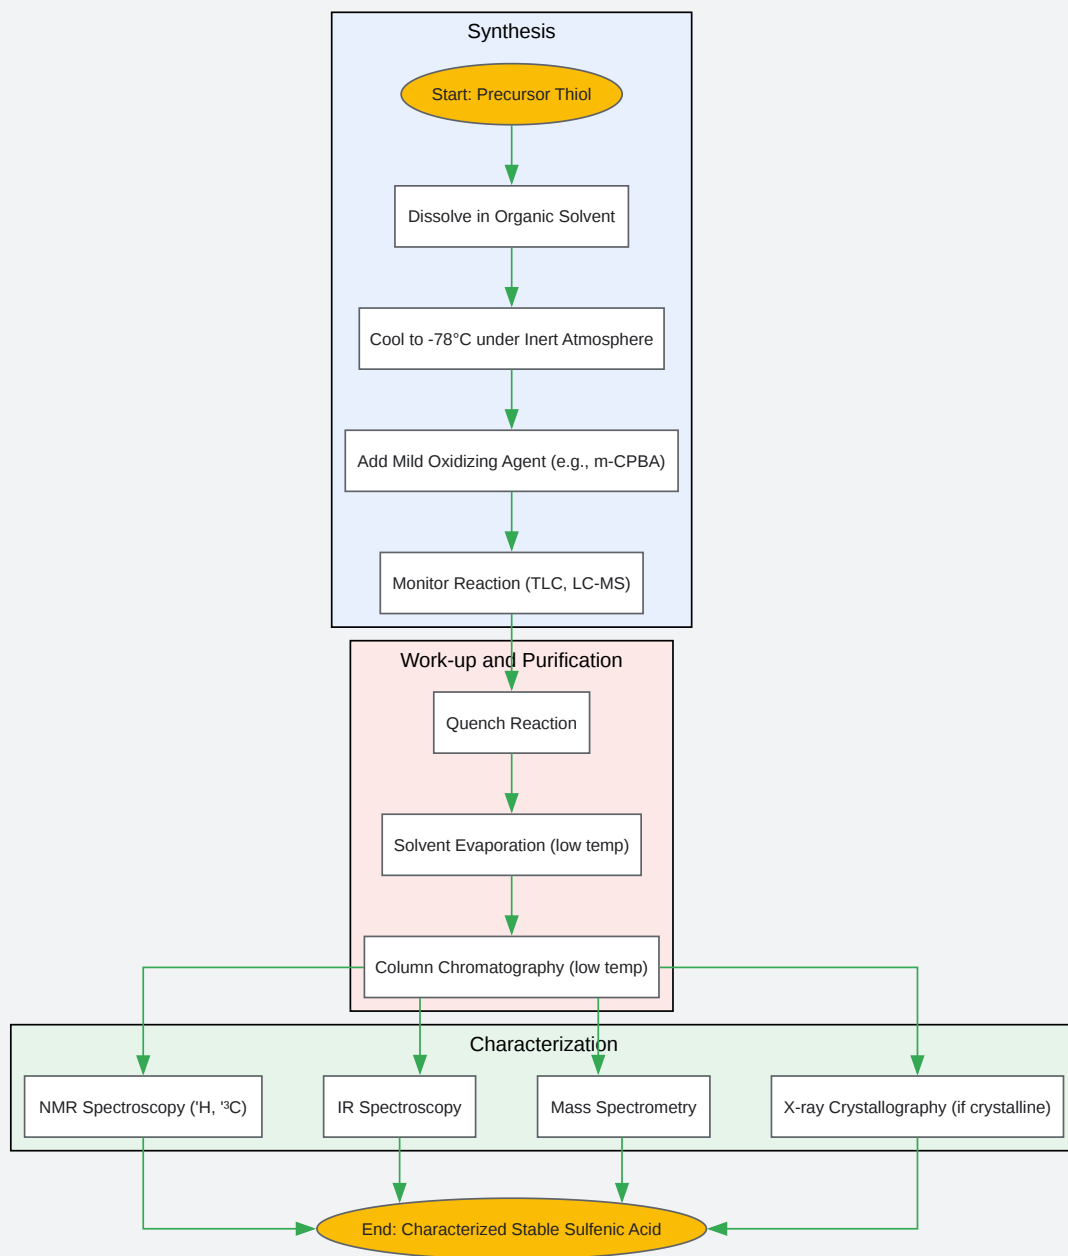 Synthesis
Start: Precursor Thiol
Dissolve in Organic Solvent
Cool to -78°C under Inert Atmosphere
Add Mild Oxidizing Agent (e.g., m-CPBA)
Monitor Reaction (TLC, LC-MS)
Work-up and Purification
Quench Reaction
Solvent Evaporation (low temp)
Column Chromatography (low temp)
Characterization
NMR Spectroscopy ('H, '³C)
IR Spectroscopy
Mass Spectrometry
X-ray Crystallography (if crystalline)
End: Characterized Stable Sulfenic Acid